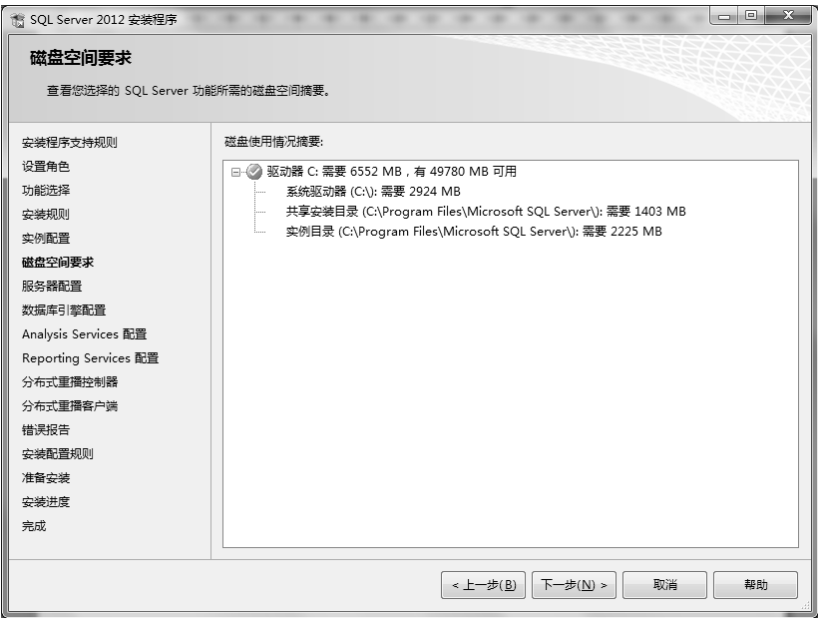 SQL Server 2012 安装程序
磁盘空间要求
查看您选择的 SQL Server 功能所需的磁盘空间摘要。
安装程序支持规则
设置角色
功能选择
安装规则
实例配置
磁盘空间要求
服务器配置
数据库引擎配置
Analysis Services 配置
Reporting Services 配置
分布式重播控制器
分布式重播客户端
错误报告
安装配置规则
准备安装
安装进度
完成
磁盘使用情况摘要:
驱动器 C: 需要 6552 MB，有 49780 MB 可用
系统驱动器 (C:\): 需要 2924 MB
共享安装目录 (C:\Program Files\Microsoft SQL Server\): 需要 1403 MB
实例目录 (C:\Program Files\Microsoft SQL Server\): 需要 2225 MB
< 上一步(B) 下一步(N) > 取消 帮助